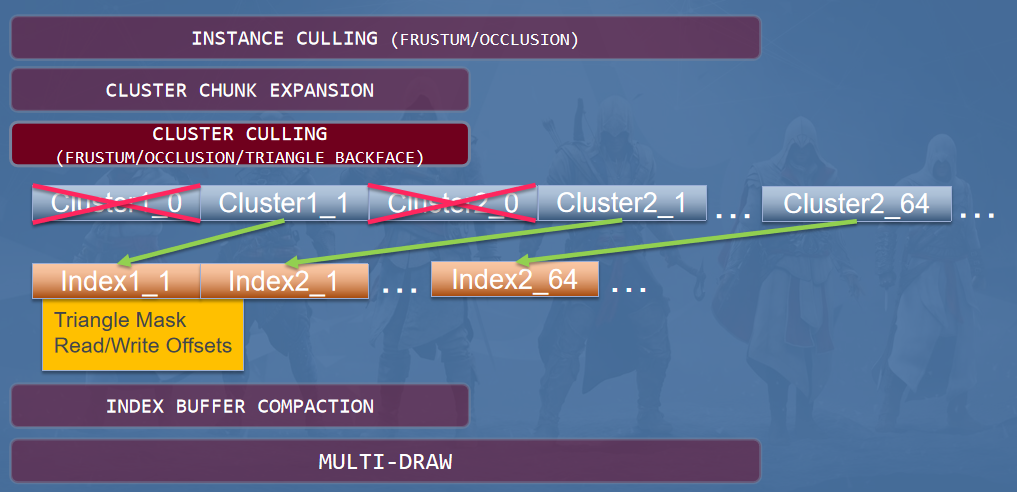 INSTANCE CULLING (FRUSTUM/OCCLUSION)
CLUSTER CHUNK EXPANSION
CLUSTER CULLING
(FRUSTUM/OCCLUSION/TRIANGLE BACKFACE)
Cluster1_0 Cluster1_1 Cluster2_0 Cluster2_1 ... Cluster2_64 ...
Index1_1 Index2_1 ... Index2_64 ...
Triangle Mask
Read/Write Offsets
INDEX BUFFER COMPACTION
MULTI-DRAW